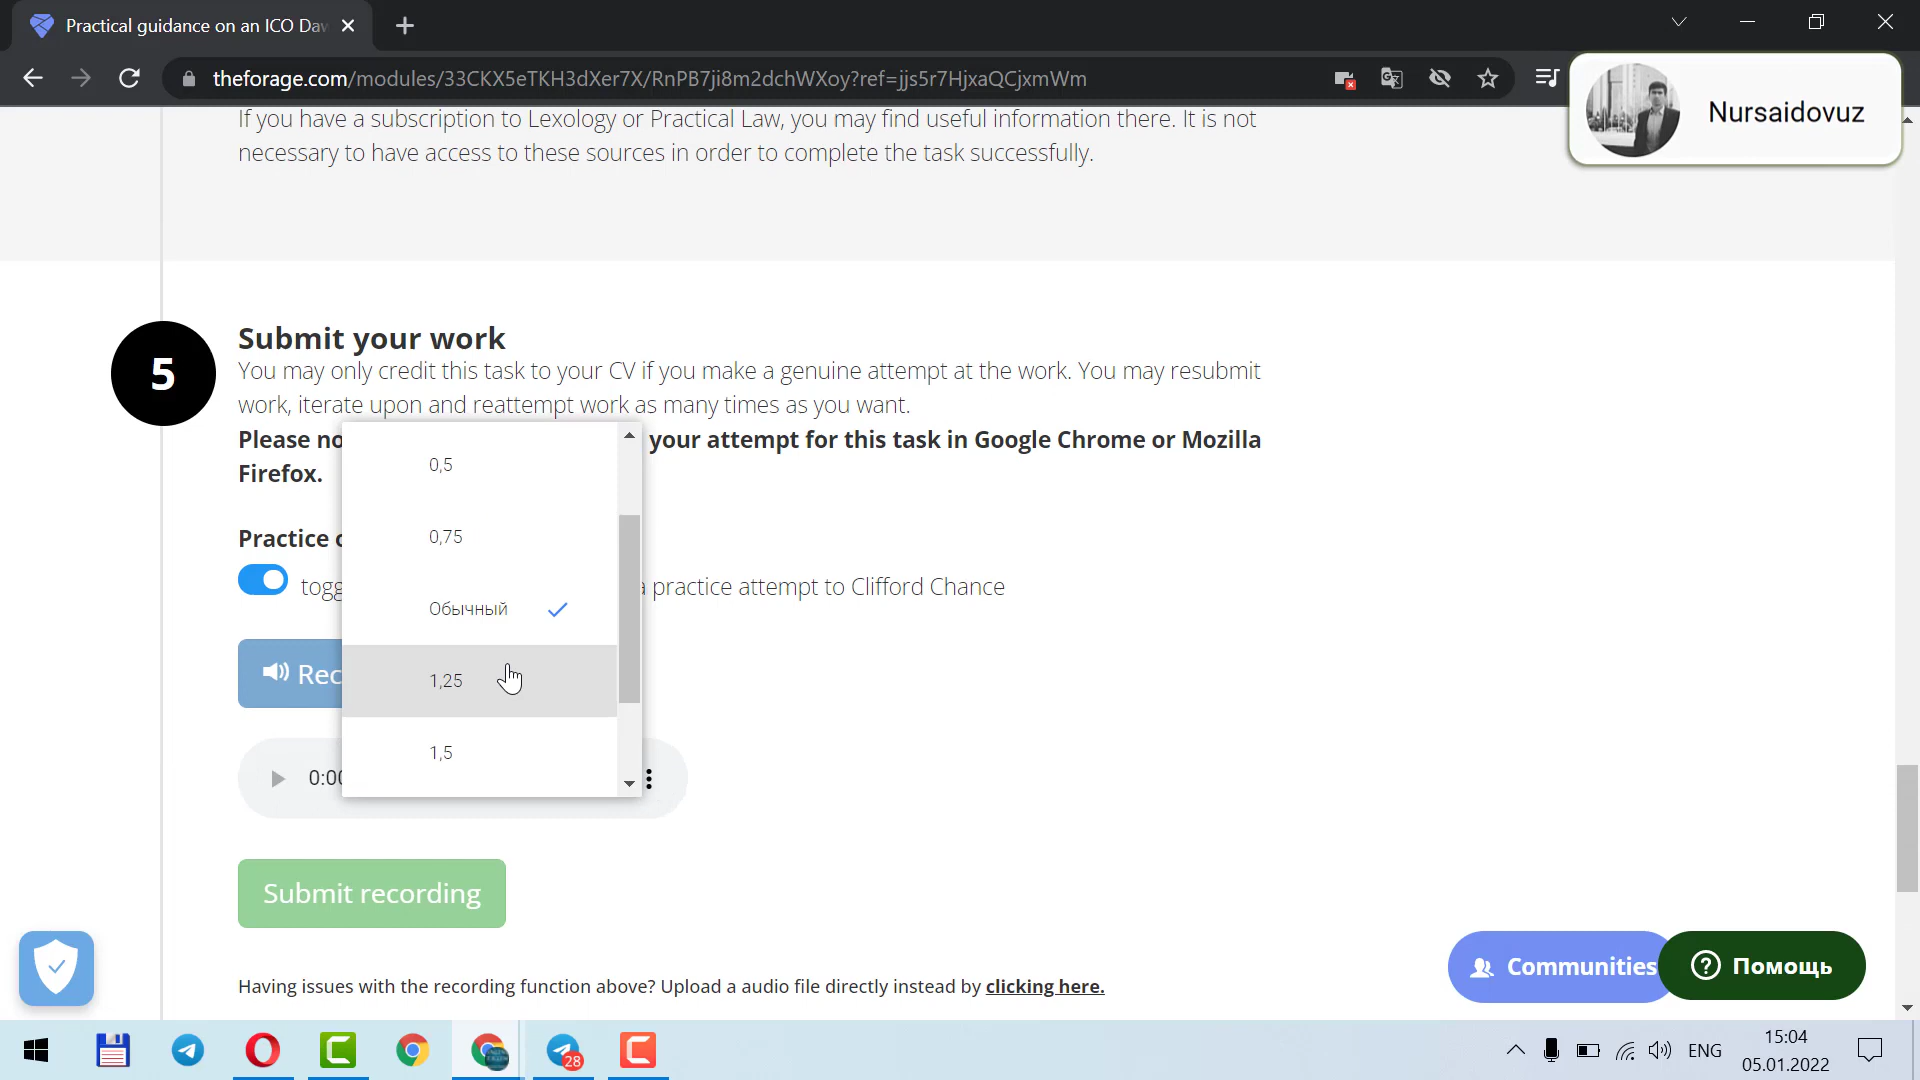 Practical guidance on an ICO Daw
theforage.com/modules/33CKX5eTKH3dXer7X/RnPB7ji8m2dchWXoy?ref=jjs5r7HjxaQCjxmWm
Nursaidovuz
If you have a subscription to Lexology or Practical Law, you may find useful information there. It is not
necessary to have access to these sources in order to complete the task successfully.
5
Submit your work
You may only credit this task to your CV if you make a genuine attempt at the work. You may resubmit
work, iterate upon and reattempt work as many times as you want.
Please no your attempt for this task in Google Chrome or Mozilla
Firefox.
0,5
0,75
Обычный
1,25
1,5
Practice
togg a practice attempt to Clifford Chance
Rec
0:00
Submit recording
Having issues with the recording function above? Upload a audio file directly instead by clicking here.
Communities
Помощь
28
ENG
15:04
05.01.2022